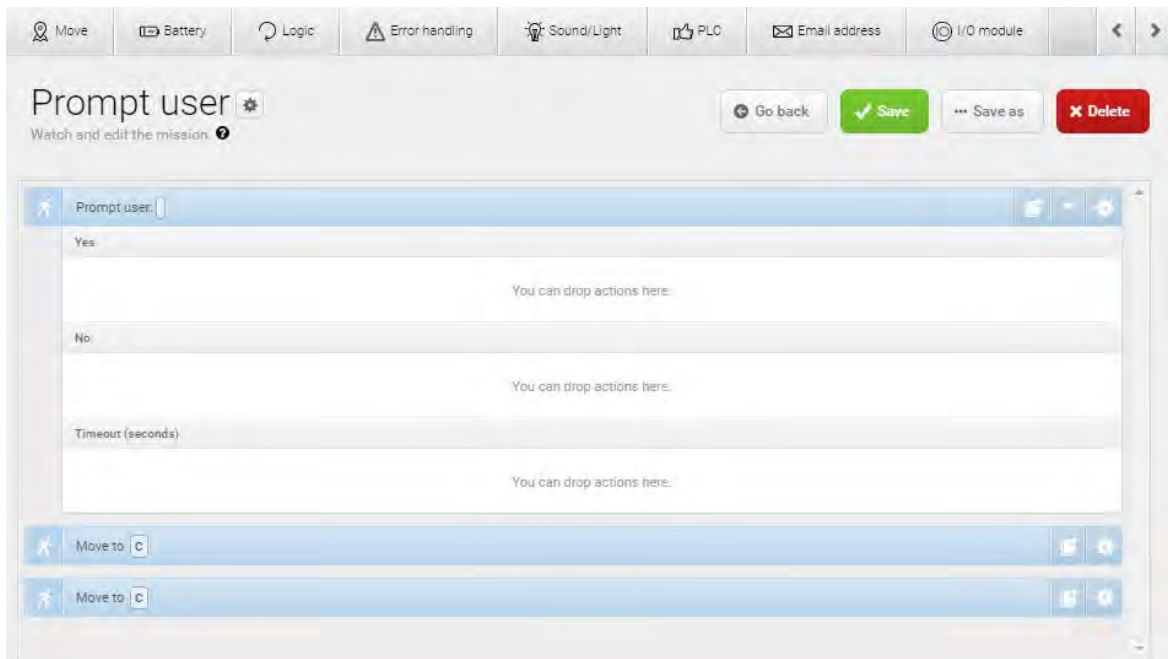 Move Battery Logic Error handling Sound/Light PLC Email address I/O module
Prompt user
Go back Save Save as Delete
Watch and edit the mission.
Prompt user:
Yes
You can drop actions here.
No
You can drop actions here.
Timeout (seconds)
You can drop actions here.
Move to C
Move to C